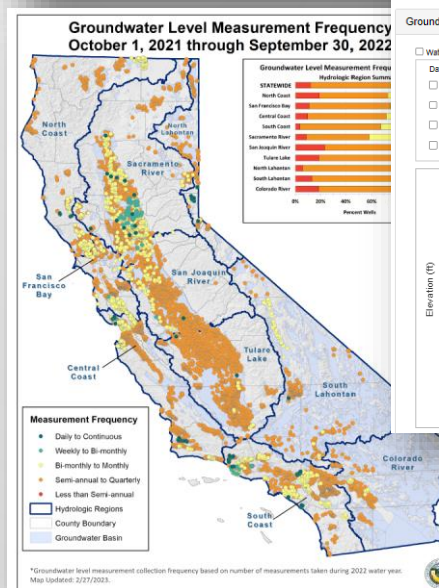 Groundwater Level Measurement Frequency
October 1, 2021 through September 30, 2022
Groundwater Level Measurement Frequ
Hydrologic Region Summa
STATEWIDE
North Coast
San Francisco Bay
Central Coast
South Coast
Sacramento River
San Joaquin River
Tulare Lake
North Lahontan
South Lahontan
Colorado River
0%
20%
40%
60%
Percent Wells
Ground
Wat
Da
Elevation (ft)
North
Coast
North
Lahontan
Sacramento
River
San
Francisco
Bay
San Joaquin
River
Central
Coast
Tulare
Lake
South
Lahontan
Colorado
River
South
Coast
Measurement Frequency
Daily to Continuous
Weekly to Bi-monthly
Bi-monthly to Monthly
Semi-annual to Quarterly
Less than Semi-annual
Hydrologic Regions
County Boundary
Groundwater Basin
*Groundwater level measurement collection frequency based on number of measurements taken during 2022 water year.
Map Updated: 2/27/2023.